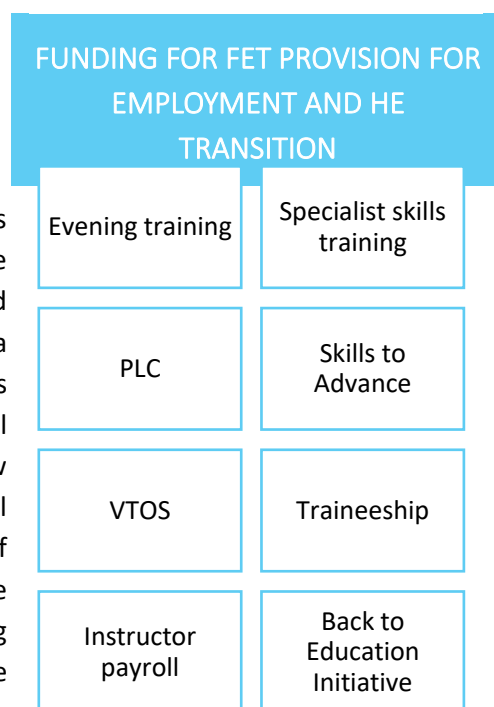 FUNDING FOR FET PROVISION FOR
EMPLOYMENT AND HE
TRANSITION
Evening training
Specialist skills
training
PLC
Skills to
Advance
VTOS
Traineeship
Instructor
payroll
Back to
Education
Initiative